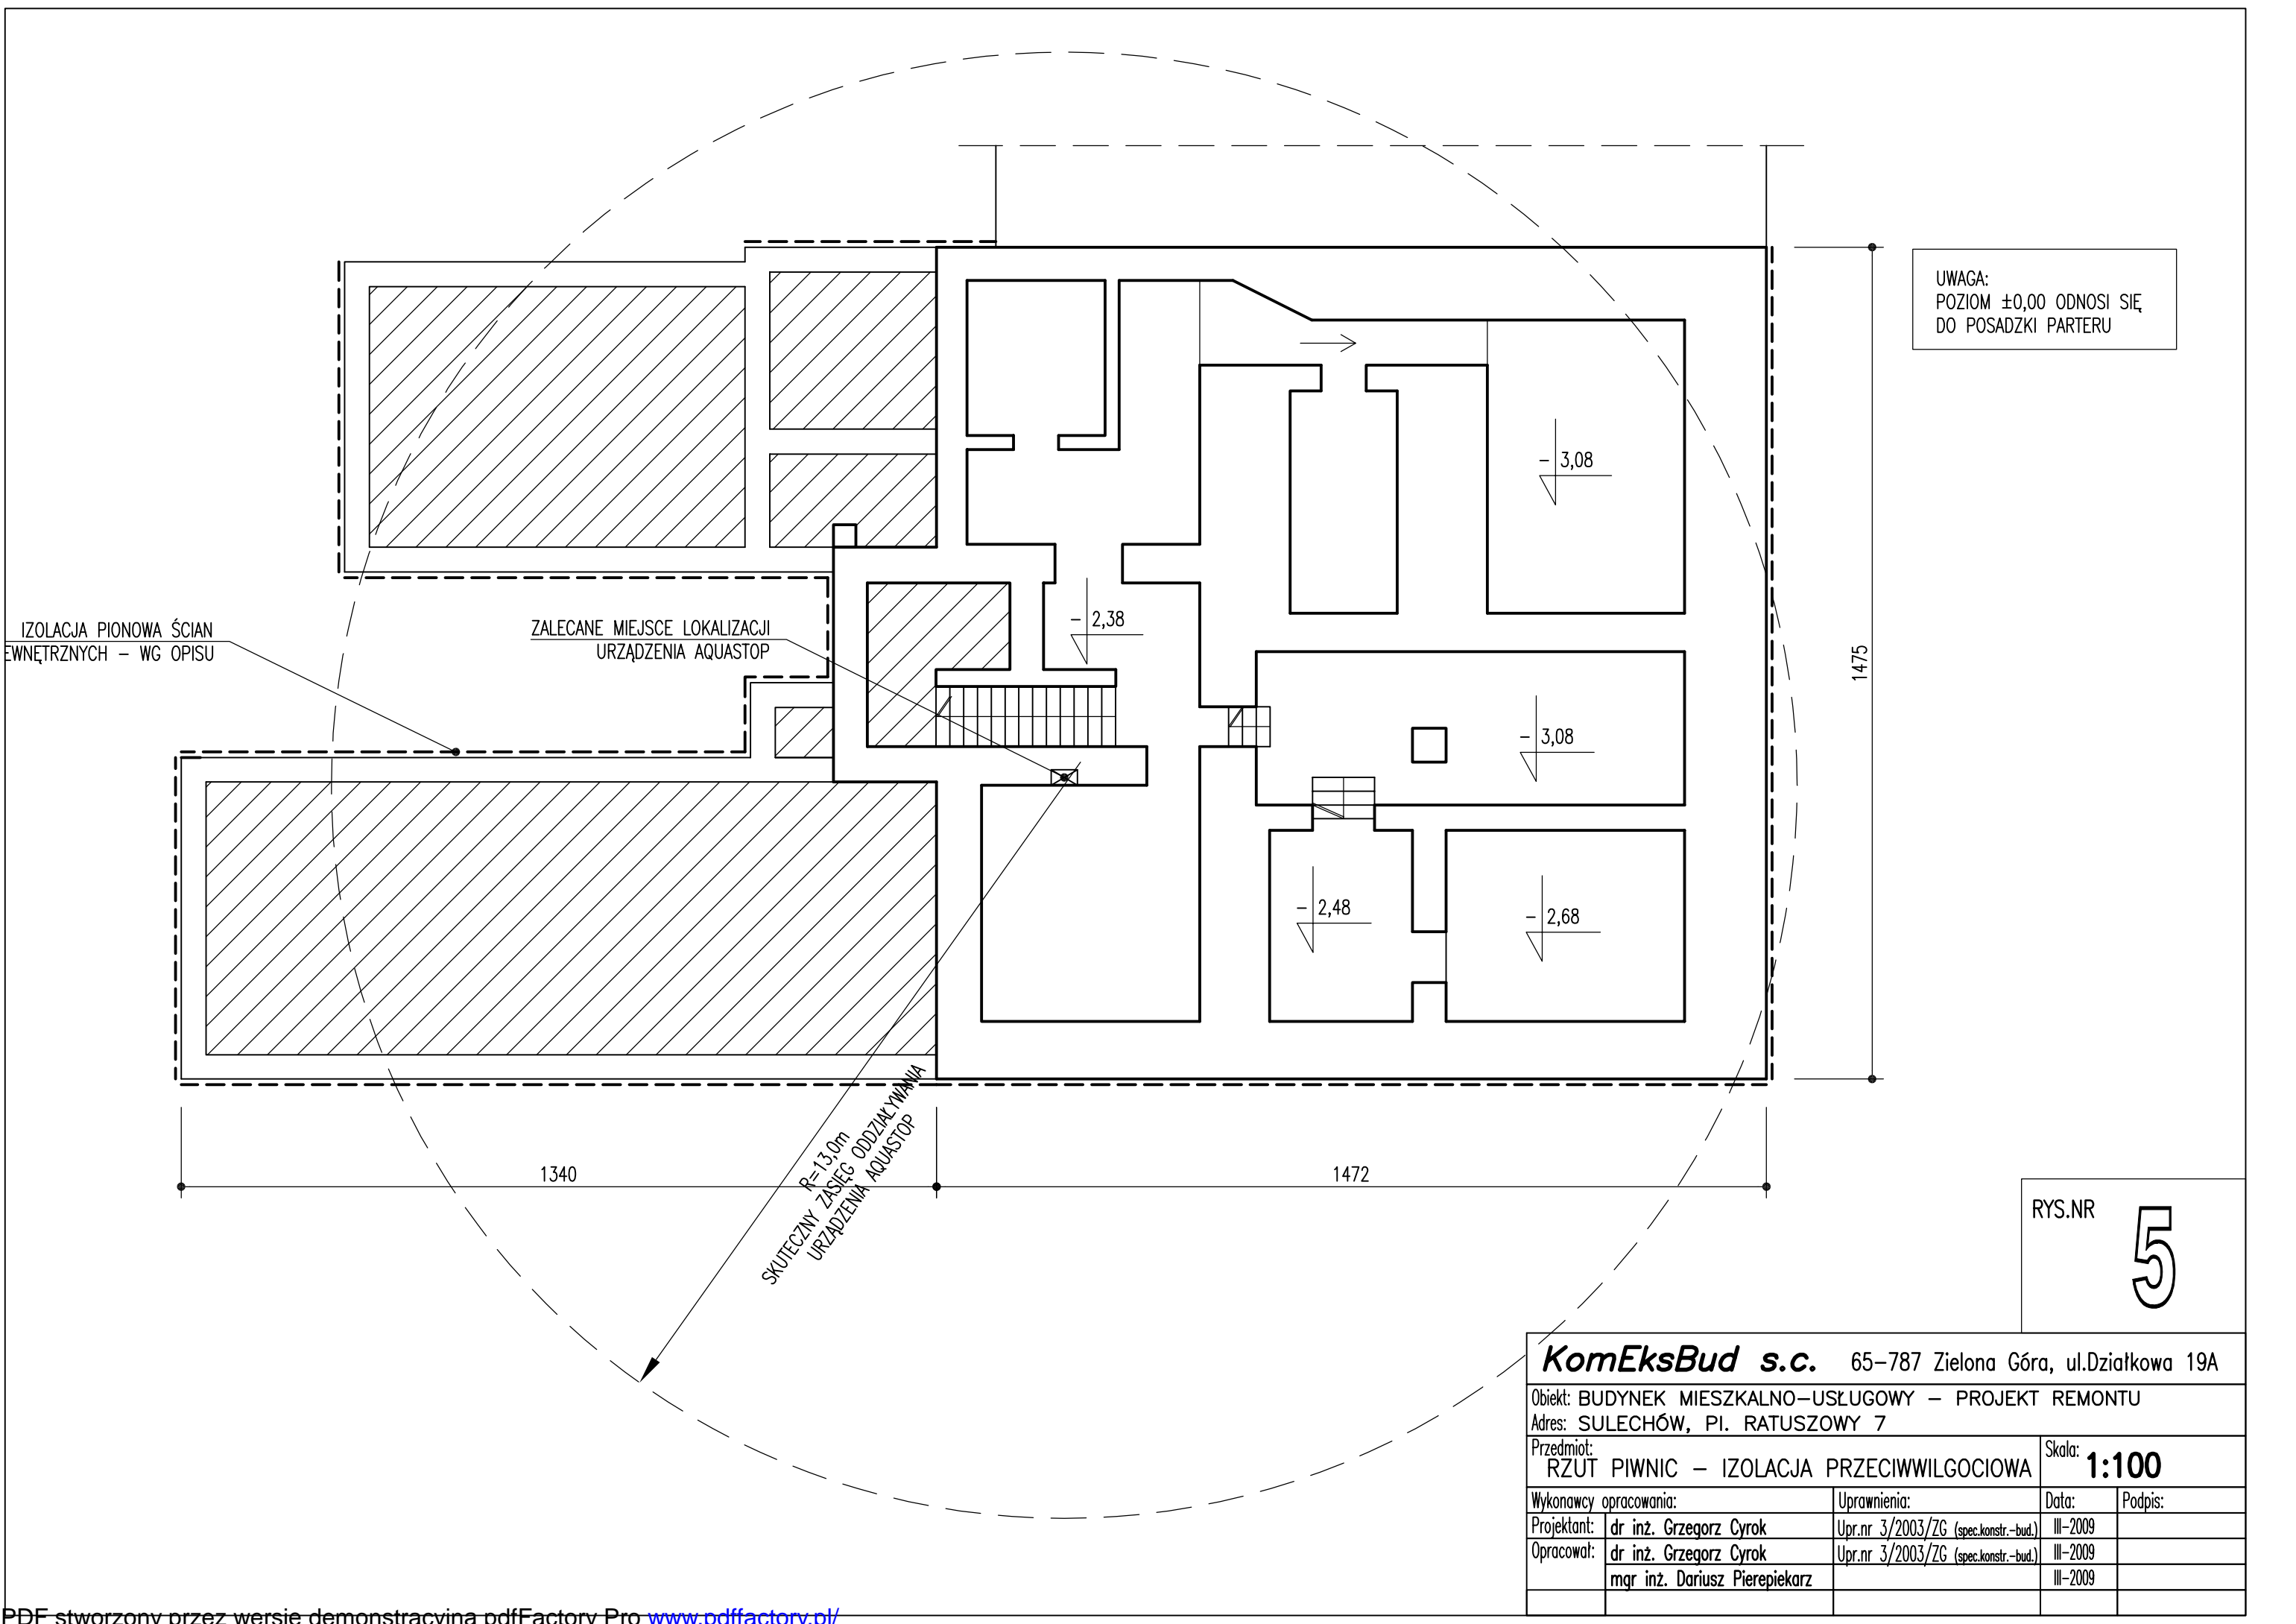 UWAGA:
POZIOM ±0,00 ODNOSI SIĘ
DO POSADZKI PARTERU
- 3,08
IZOLACJA PIONOWA ŚCIAN
EWNĘTRZNYCH - WG OPISU
ZALECANE MIEJSCE LOKALIZACJI
URZĄDZENIA AQUASTOP
- 2,38
1475
- 3,08
- 2,48
- 2,68
R=13,0m
SKUTECZNY ZASIĘG ODDZIAŁYWANIA
URZĄDZENIA AQUASTOP
1340
1472
RYS.NR
5
KomEksBud s.c. 65-787 Zielona Góra, ul.Działkowa 19A
Obiekt: BUDYNEK MIESZKALNO-USŁUGOWY - PROJEKT REMONTU
Adres: SULECHÓW, Pl. RATUSZOWY 7
Przedmiot:
RZUT PIWNIC - IZOLACJA PRZECIWWILGOCIOWA
Skala: 1:100
Wykonawcy opracowania: Uprawnienia: Data: Podpis:
Projektant: dr inż. Grzegorz Cyrok Upr.nr 3/2003/ZG (spec.konstr.-bud.) III-2009
Opracował: dr inż. Grzegorz Cyrok Upr.nr 3/2003/ZG (spec.konstr.-bud.) III-2009
mgr inż. Dariusz Pierepiekarz III-2009
PDF stworzony przez wersję demonstracyjną pdfFactory Pro www.pdffactory.pl/